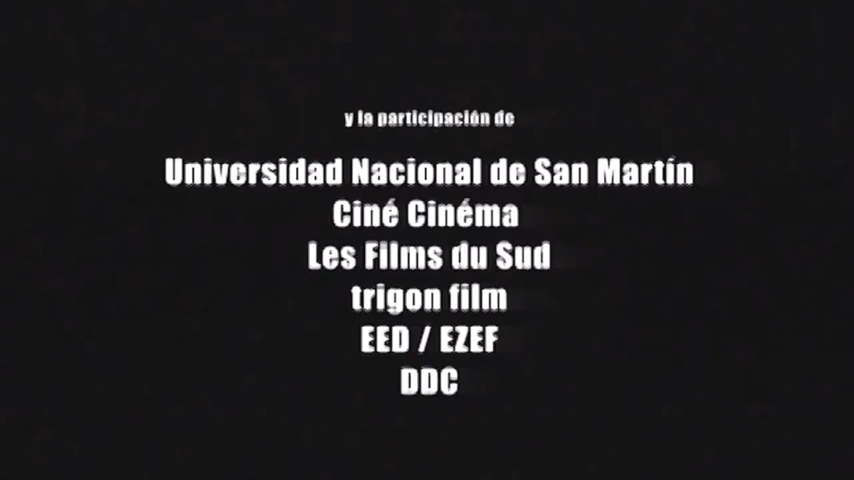 y la participación de
Universidad Nacional de San Martín
Ciné Cinéma
Les Films du Sud
trigon film
EED / EZEF
DDC